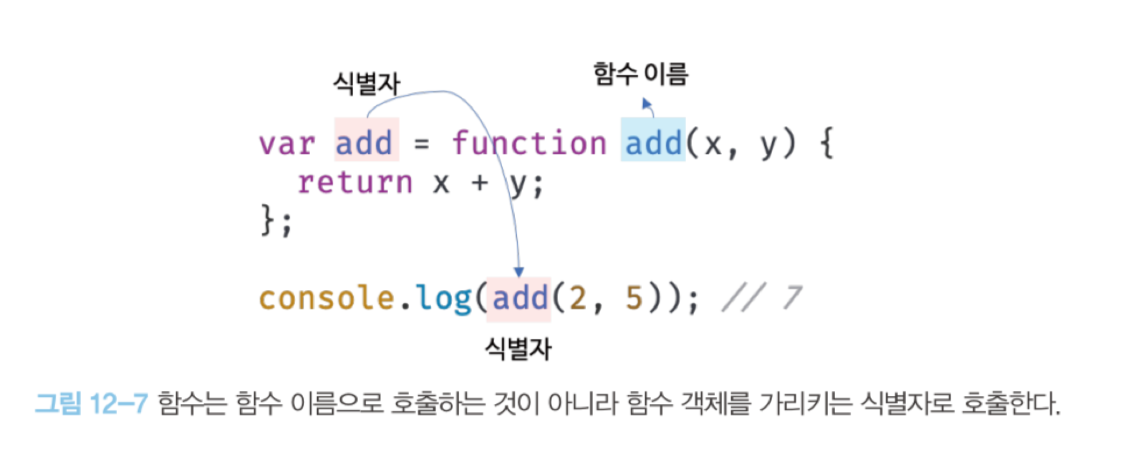 식별자 함수 이름
var add = function add(x, y) {
  return x + y;
};
console.log(add(2, 5)); // 7
식별자
그림 12-7 함수는 함수 이름으로 호출하는 것이 아니라 함수 객체를 가리키는 식별자로 호출한다.